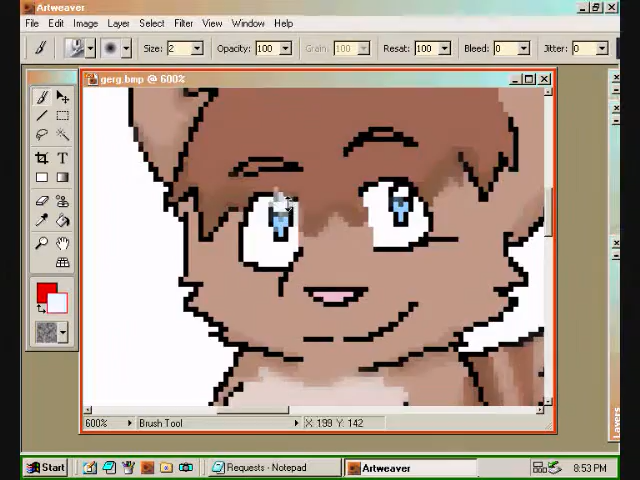 Artweaver
File Edit Image Layer Select Filter View Window Help
Size: 2 Opacity: 100 Grain: 100 Resat: 100 Bleed: 0 Jitter: 0
gerg.bmp @ 600%
T
600% Brush Tool X: 199 Y: 142
Layers
Start Requests - Notepad Artweaver 8:53 PM